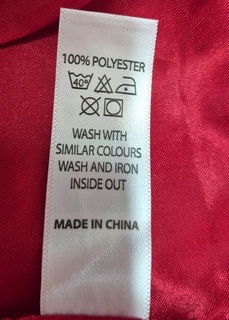 100% POLYESTER
40°
WASH WITH
SIMILAR COLOURS
WASH AND IRON
INSIDE OUT
MADE IN CHINA